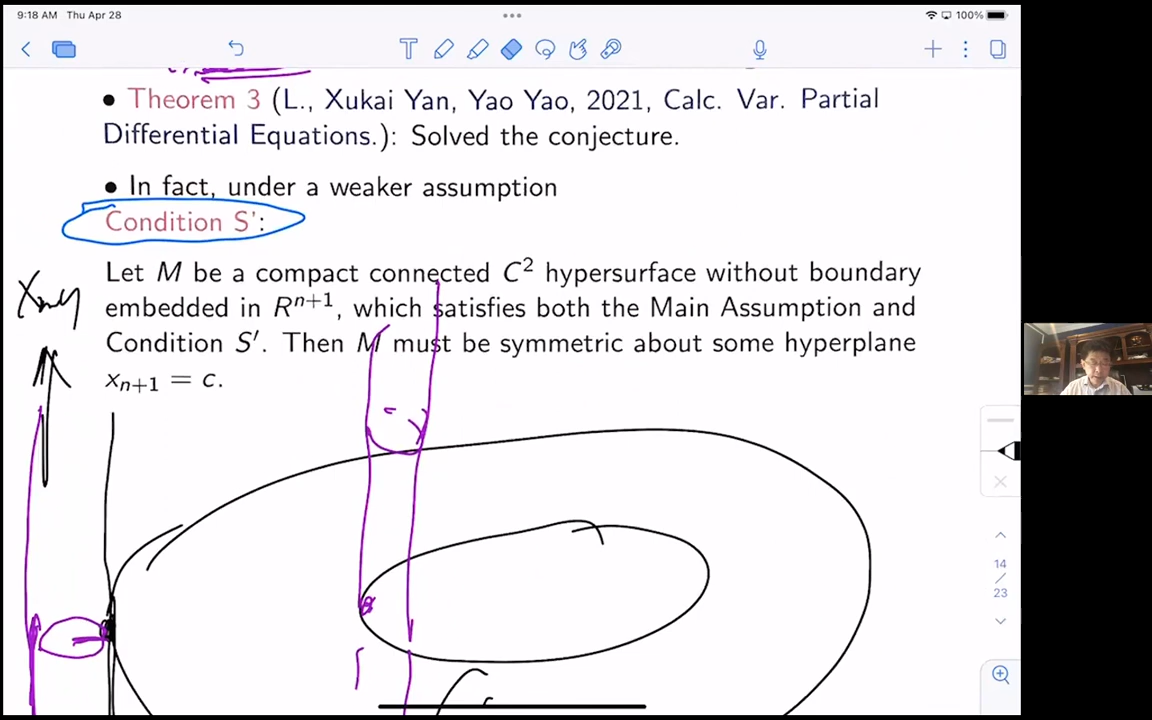 9:18 AM Thu Apr 28
100%
• Theorem 3 (L., Xukai Yan, Yao Yao, 2021, Calc. Var. Partial
Differential Equations.): Solved the conjecture.
• In fact, under a weaker assumption
Condition S':
Let M be a compact connected C² hypersurface without boundary
embedded in Rⁿ⁺¹, which satisfies both the Main Assumption and
Condition S′. Then M must be symmetric about some hyperplane
xₙ₊₁ = c.
Xₙ₊₁
14
/
23